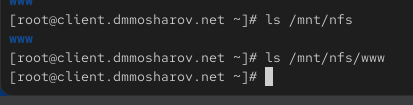 www
[root@client.dmmosharov.net ~]# ls /mnt/nfs
www
[root@client.dmmosharov.net ~]# ls /mnt/nfs/www
[root@client.dmmosharov.net ~]#